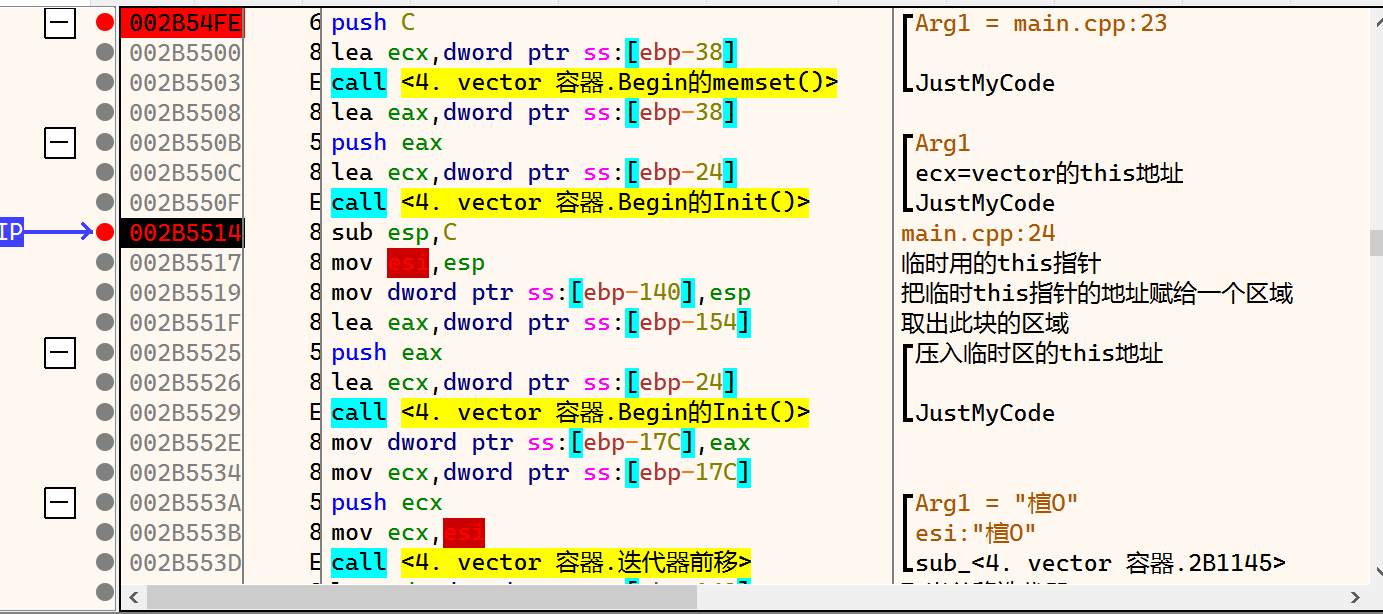 002B54FE 6 push C Arg1 = main.cpp:23
002B5500 8 lea ecx,dword ptr ss:[ebp-38]
002B5503 E call <4. vector 容器.Begin的memset()> JustMyCode
002B5508 8 lea eax,dword ptr ss:[ebp-38]
002B550B 5 push eax Arg1
002B550C 8 lea ecx,dword ptr ss:[ebp-24] ecx=vector的this地址
002B550F E call <4. vector 容器.Begin的Init()> JustMyCode
IP 002B5514 8 sub esp,C main.cpp:24
002B5517 8 mov esi,esp 临时用的this指针
002B5519 8 mov dword ptr ss:[ebp-140],esp 把临时this指针的地址赋给一个区域
002B551F 8 lea eax,dword ptr ss:[ebp-154] 取出此块的区域
002B5525 5 push eax 压入临时区的this地址
002B5526 8 lea ecx,dword ptr ss:[ebp-24]
002B5529 E call <4. vector 容器.Begin的Init()> JustMyCode
002B552E 8 mov dword ptr ss:[ebp-17C],eax
002B5534 8 mov ecx,dword ptr ss:[ebp-17C]
002B553A 5 push ecx Arg1 = "楦O"
002B553B 8 mov ecx,esi esi:"楦O"
002B553D E call <4. vector 容器.迭代器前移> sub_<4. vector 容器.2B1145>